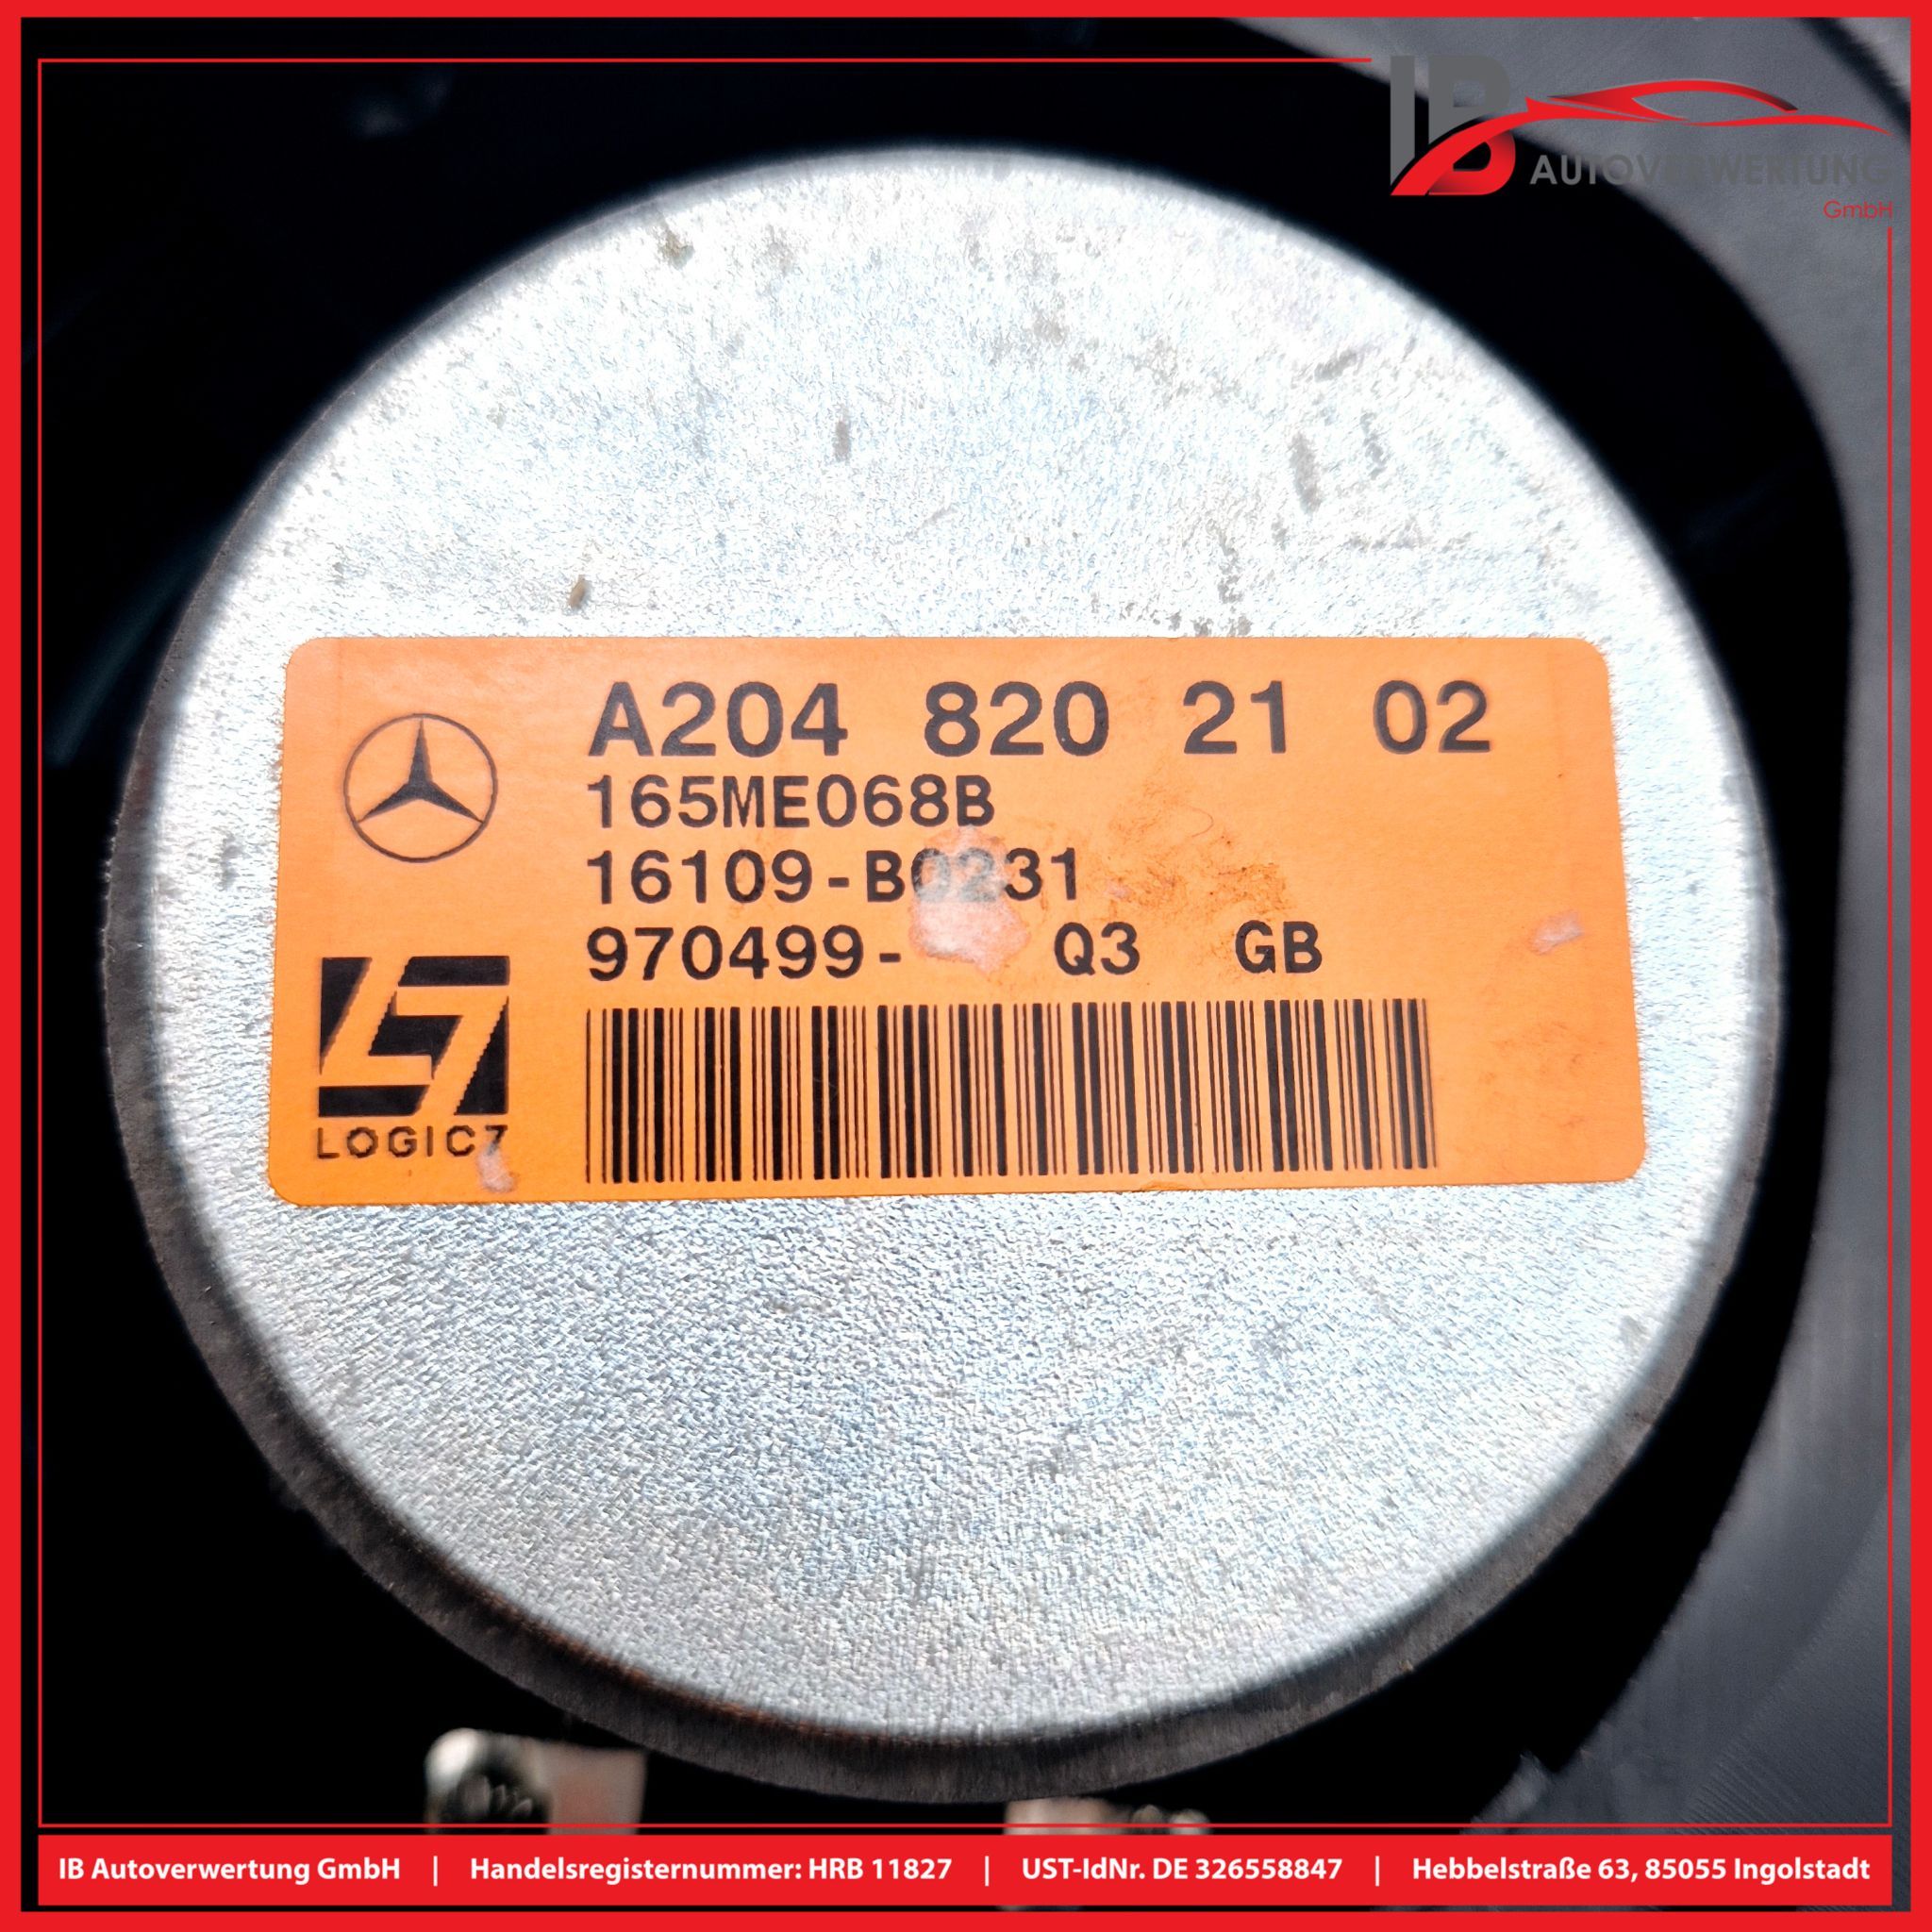 IB
AUTOVERWERTUNG
GmbH
A204 820 21 02
165ME068B
16109-B0231
970499- Q3 GB
L7
LOGIC7
IB Autoverwertung GmbH | Handelsregisternummer: HRB 11827 | UST-IdNr. DE 326558847 | Hebbelstraße 63, 85055 Ingolstadt